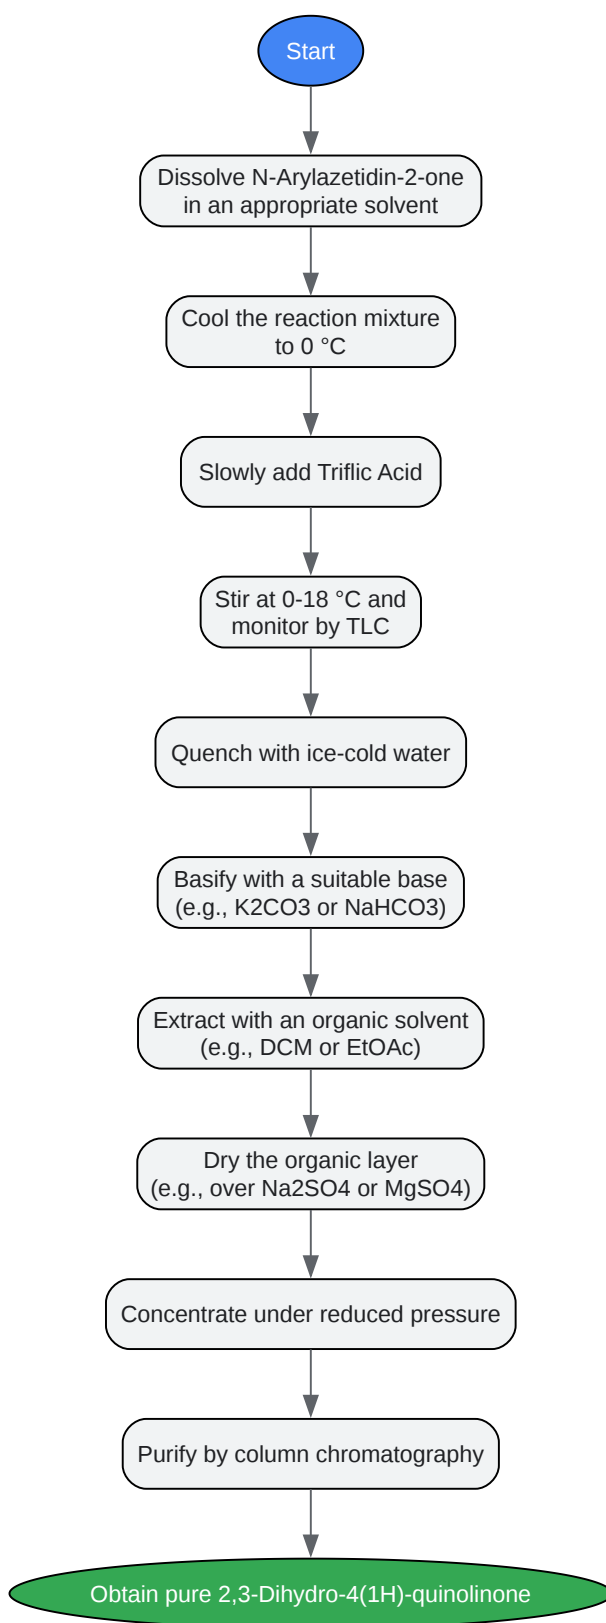 Start
Dissolve N-Arylazetidin-2-one
in an appropriate solvent
Cool the reaction mixture
to 0 °C
Slowly add Triflic Acid
Stir at 0-18 °C and
monitor by TLC
Quench with ice-cold water
Basify with a suitable base
(e.g., K2CO3 or NaHCO3)
Extract with an organic solvent
(e.g., DCM or EtOAc)
Dry the organic layer
(e.g., over Na2SO4 or MgSO4)
Concentrate under reduced pressure
Purify by column chromatography
Obtain pure 2,3-Dihydro-4(1H)-quinolinone